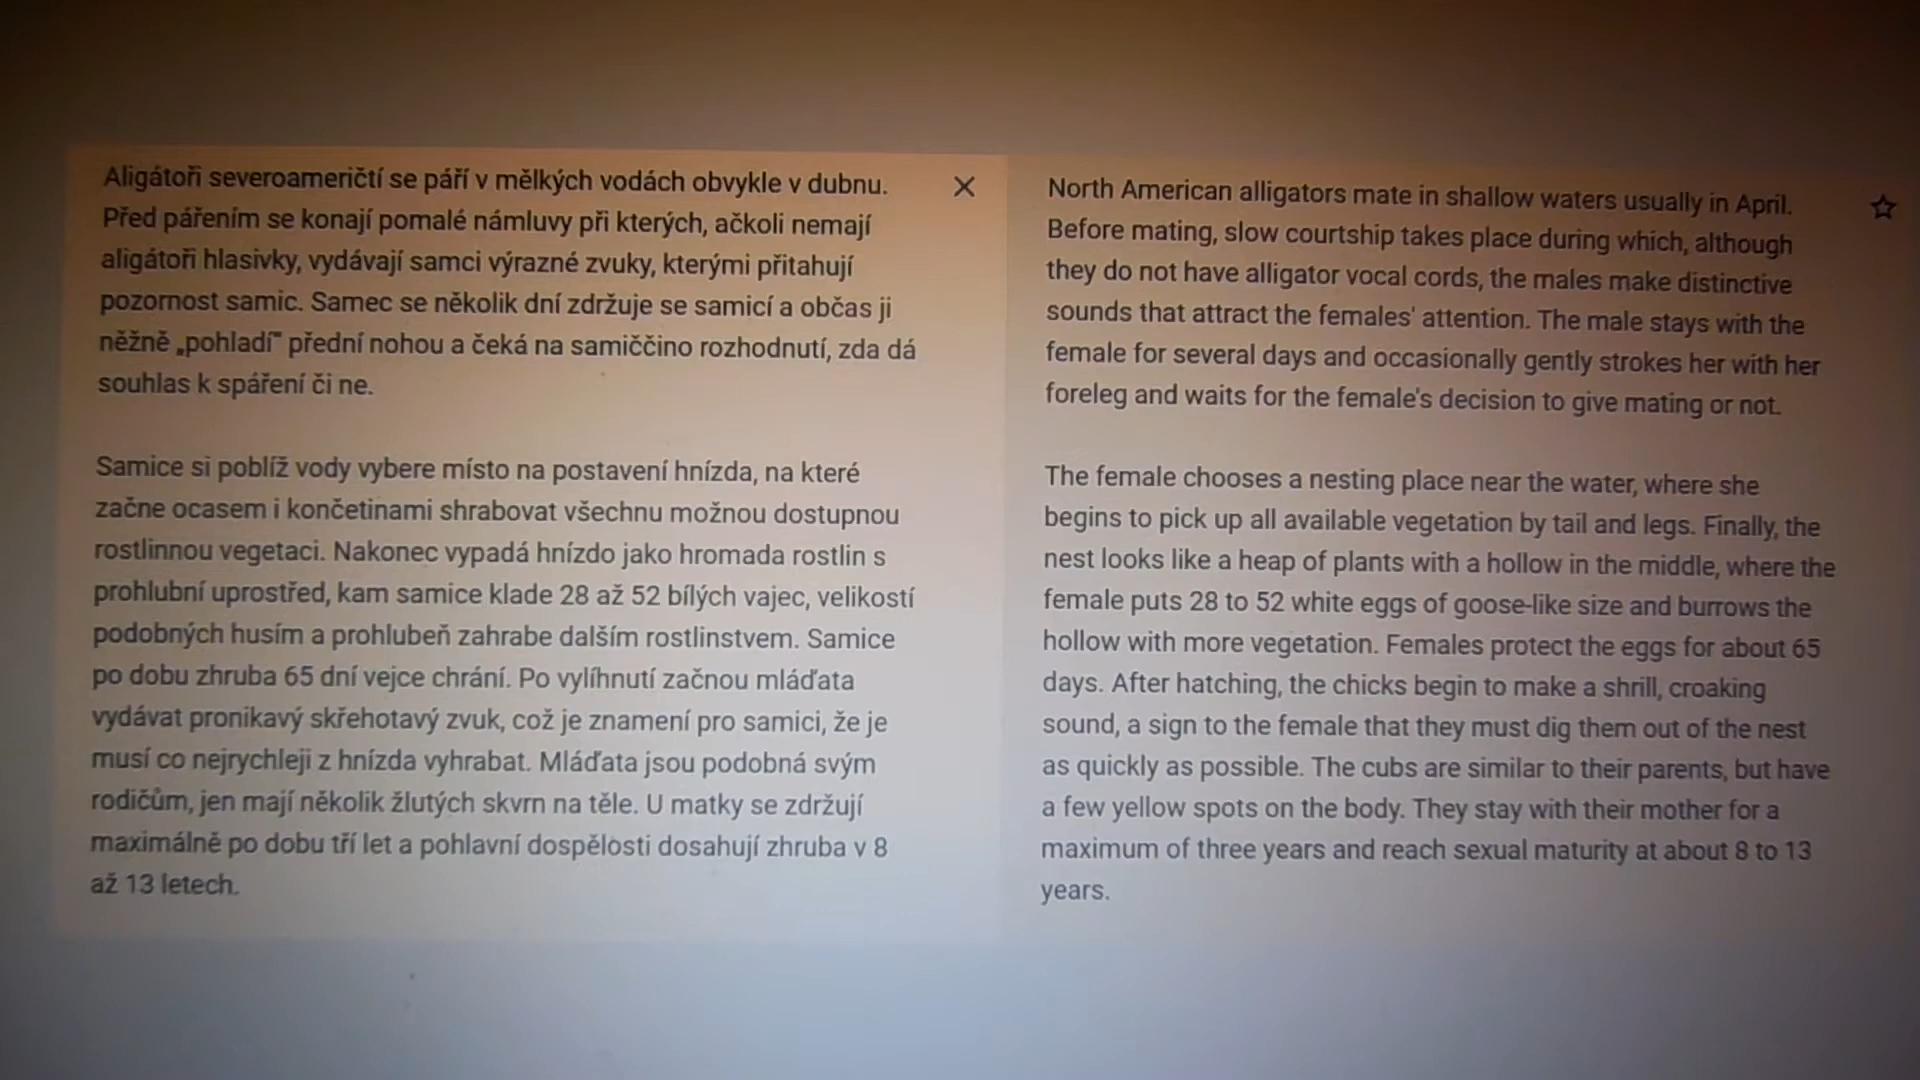 Aligátoři severoameričtí se páří v mělkých vodách obvykle v dubnu.
Před pářením se konají pomalé námluvy při kterých, ačkoli nemají
aligátoři hlasivky, vydávají samci výrazné zvuky, kterými přitahují
pozornost samic. Samec se několik dní zdržuje se samicí a občas ji
něžně „pohladí" přední nohou a čeká na samiččino rozhodnutí, zda dá
souhlas k spáření či ne.
Samice si poblíž vody vybere místo na postavení hnízda, na které
začne ocasem i končetinami shrabovat všechnu možnou dostupnou
rostlinnou vegetaci. Nakonec vypadá hnízdo jako hromada rostlin s
prohlubní uprostřed, kam samice klade 28 až 52 bílých vajec, velikostí
podobných husím a prohlubeň zahrabe dalším rostlinstvem. Samice
po dobu zhruba 65 dní vejce chrání. Po vylíhnutí začnou mláďata
vydávat pronikavý skřehotavý zvuk, což je znamení pro samici, že je
musí co nejrychleji z hnízda vyhrabat. Mláďata jsou podobná svým
rodičům, jen mají několik žlutých skvrn na těle. U matky se zdržují
maximálně po dobu tří let a pohlavní dospělosti dosahují zhruba v 8
až 13 letech.
North American alligators mate in shallow waters usually in April.
Before mating, slow courtship takes place during which, although
they do not have alligator vocal cords, the males make distinctive
sounds that attract the females' attention. The male stays with the
female for several days and occasionally gently strokes her with her
foreleg and waits for the female's decision to give mating or not.
The female chooses a nesting place near the water, where she
begins to pick up all available vegetation by tail and legs. Finally, the
nest looks like a heap of plants with a hollow in the middle, where the
female puts 28 to 52 white eggs of goose-like size and burrows the
hollow with more vegetation. Females protect the eggs for about 65
days. After hatching, the chicks begin to make a shrill, croaking
sound, a sign to the female that they must dig them out of the nest
as quickly as possible. The cubs are similar to their parents, but have
a few yellow spots on the body. They stay with their mother for a
maximum of three years and reach sexual maturity at about 8 to 13
years.